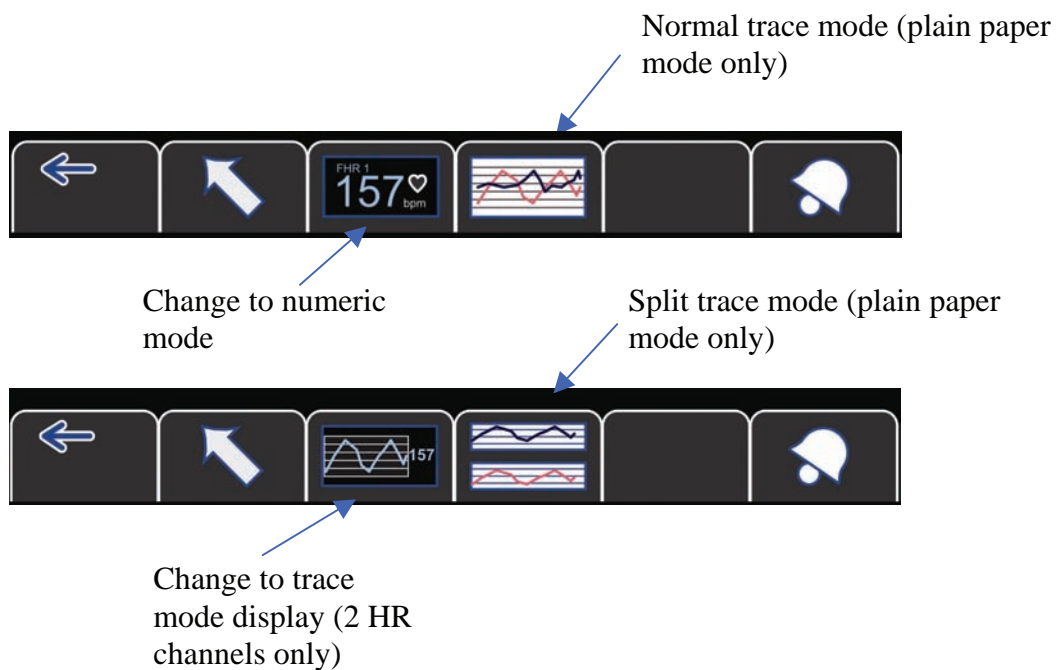 Normal trace mode (plain paper
mode only)
FHR 1
157
bpm
Change to numeric
mode
Split trace mode (plain paper
mode only)
157
Change to trace
mode display (2 HR
channels only)